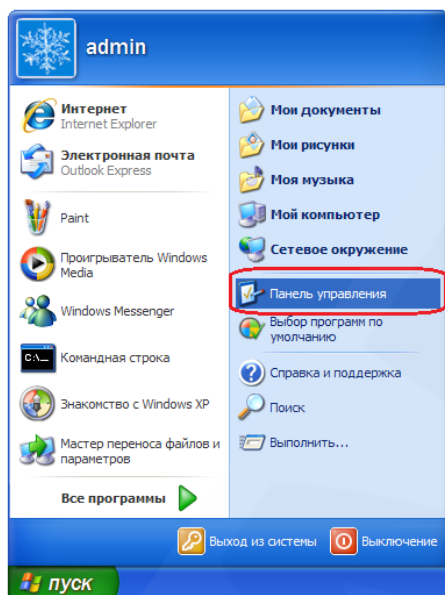 admin
Интернет
Internet Explorer
Электронная почта
Outlook Express
Paint
Проигрыватель Windows
Media
Windows Messenger
C:\_
Командная строка
Знакомство с Windows XP
Мастер переноса файлов и
параметров
Все программы
Мои документы
Мои рисунки
Моя музыка
Мой компьютер
Сетевое окружение
Панель управления
Выбор программ по
умолчанию
Справка и поддержка
Поиск
Выполнить...
Выход из системы
Выключение
пуск